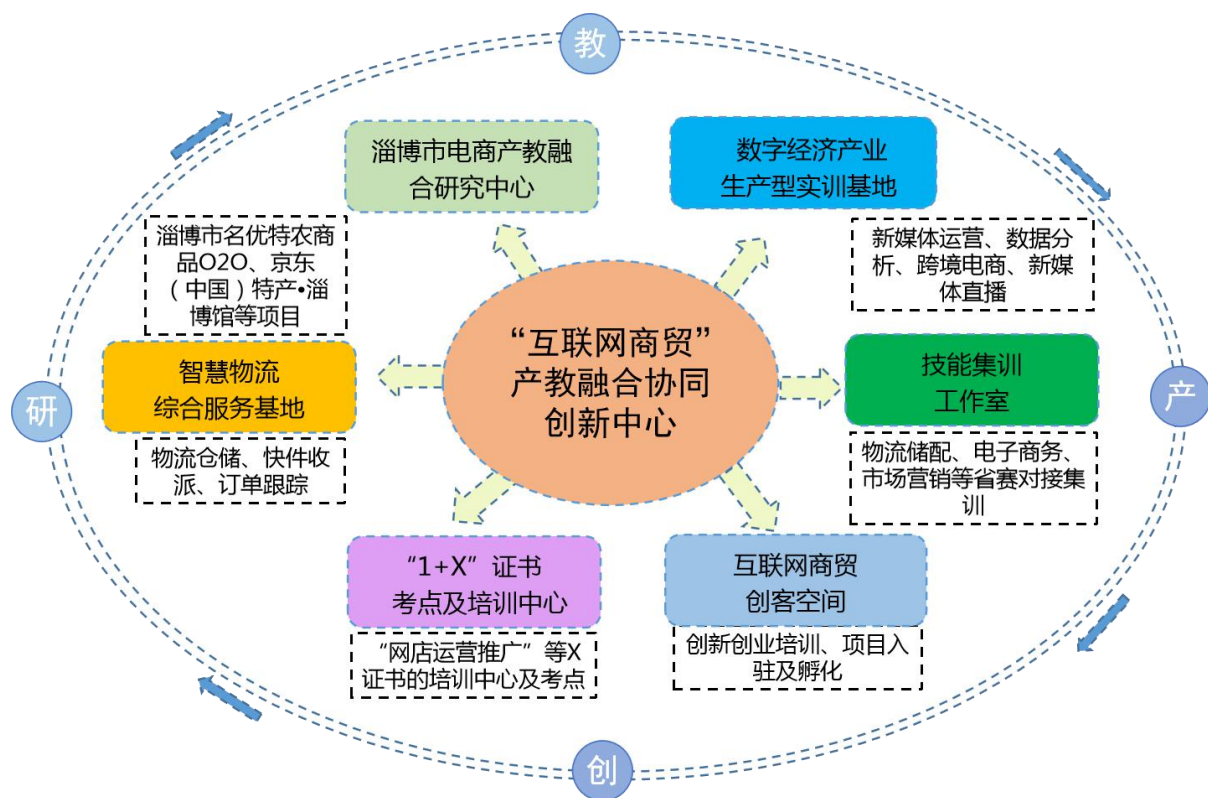 教
淄博市电商产教融
合研究中心
数字经济产业
生产型实训基地
淄博市名优特农商
品O2O、京东
（中国）特产•淄
博馆等项目
新媒体运营、数据分
析、跨境电商、新媒
体直播
“互联网商贸”
产教融合协同
创新中心
智慧物流
综合服务基地
技能集训
工作室
研
产
物流仓储、快件收
派、订单跟踪
物流储配、电子商务、
市场营销等省赛对接集
训
“1+X”证书
考点及培训中心
互联网商贸
创客空间
“网店运营推广”等X
证书的培训中心及考点
创新创业培训、项目入
驻及孵化
创